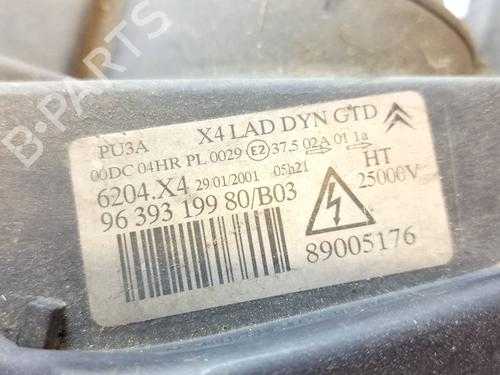 PU3A X4 LAD DYN GTD
00DC 04HR PL 0029 E2 37.5 02A 01 1a
6204.X4 29/01/2001 05h21 HT
96 393 199 80/B03 25000V
89005176
B-PARTS